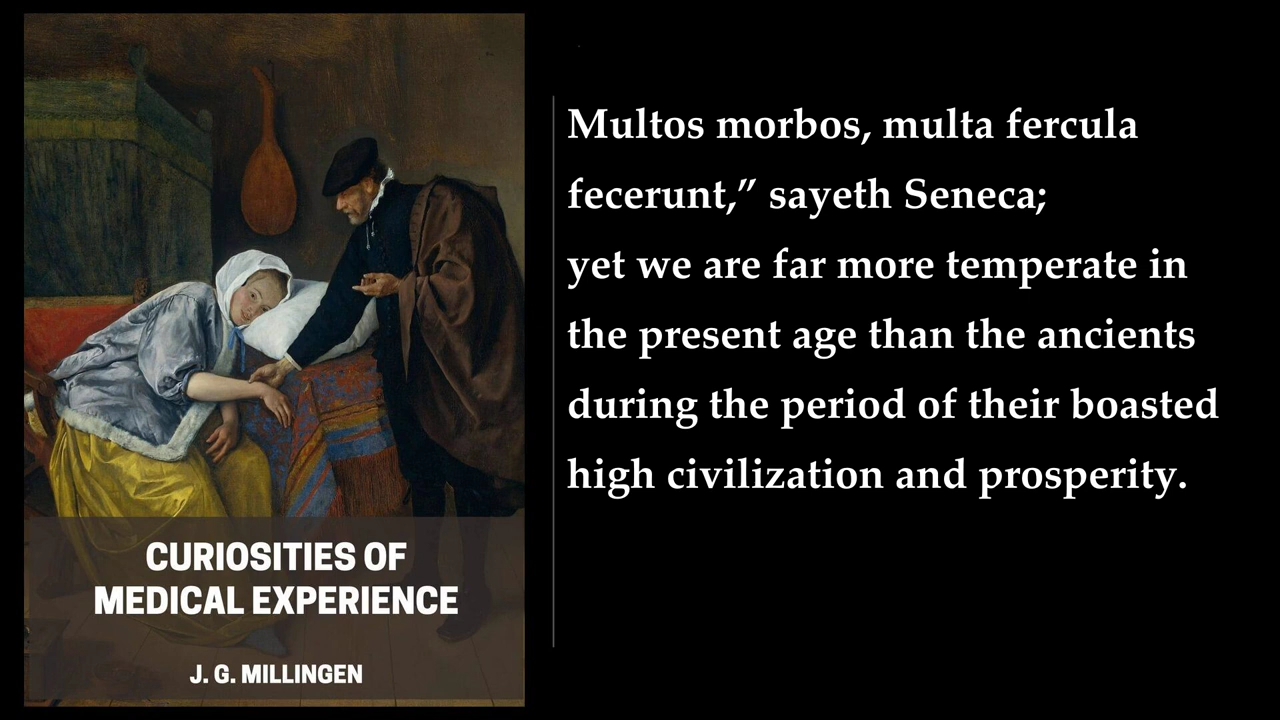 CURIOSITIES OF
MEDICAL EXPERIENCE
J. G. MILLINGEN
Multos morbos, multa fercula
fecerunt,” sayeth Seneca;
yet we are far more temperate in
the present age than the ancients
during the period of their boasted
high civilization and prosperity.